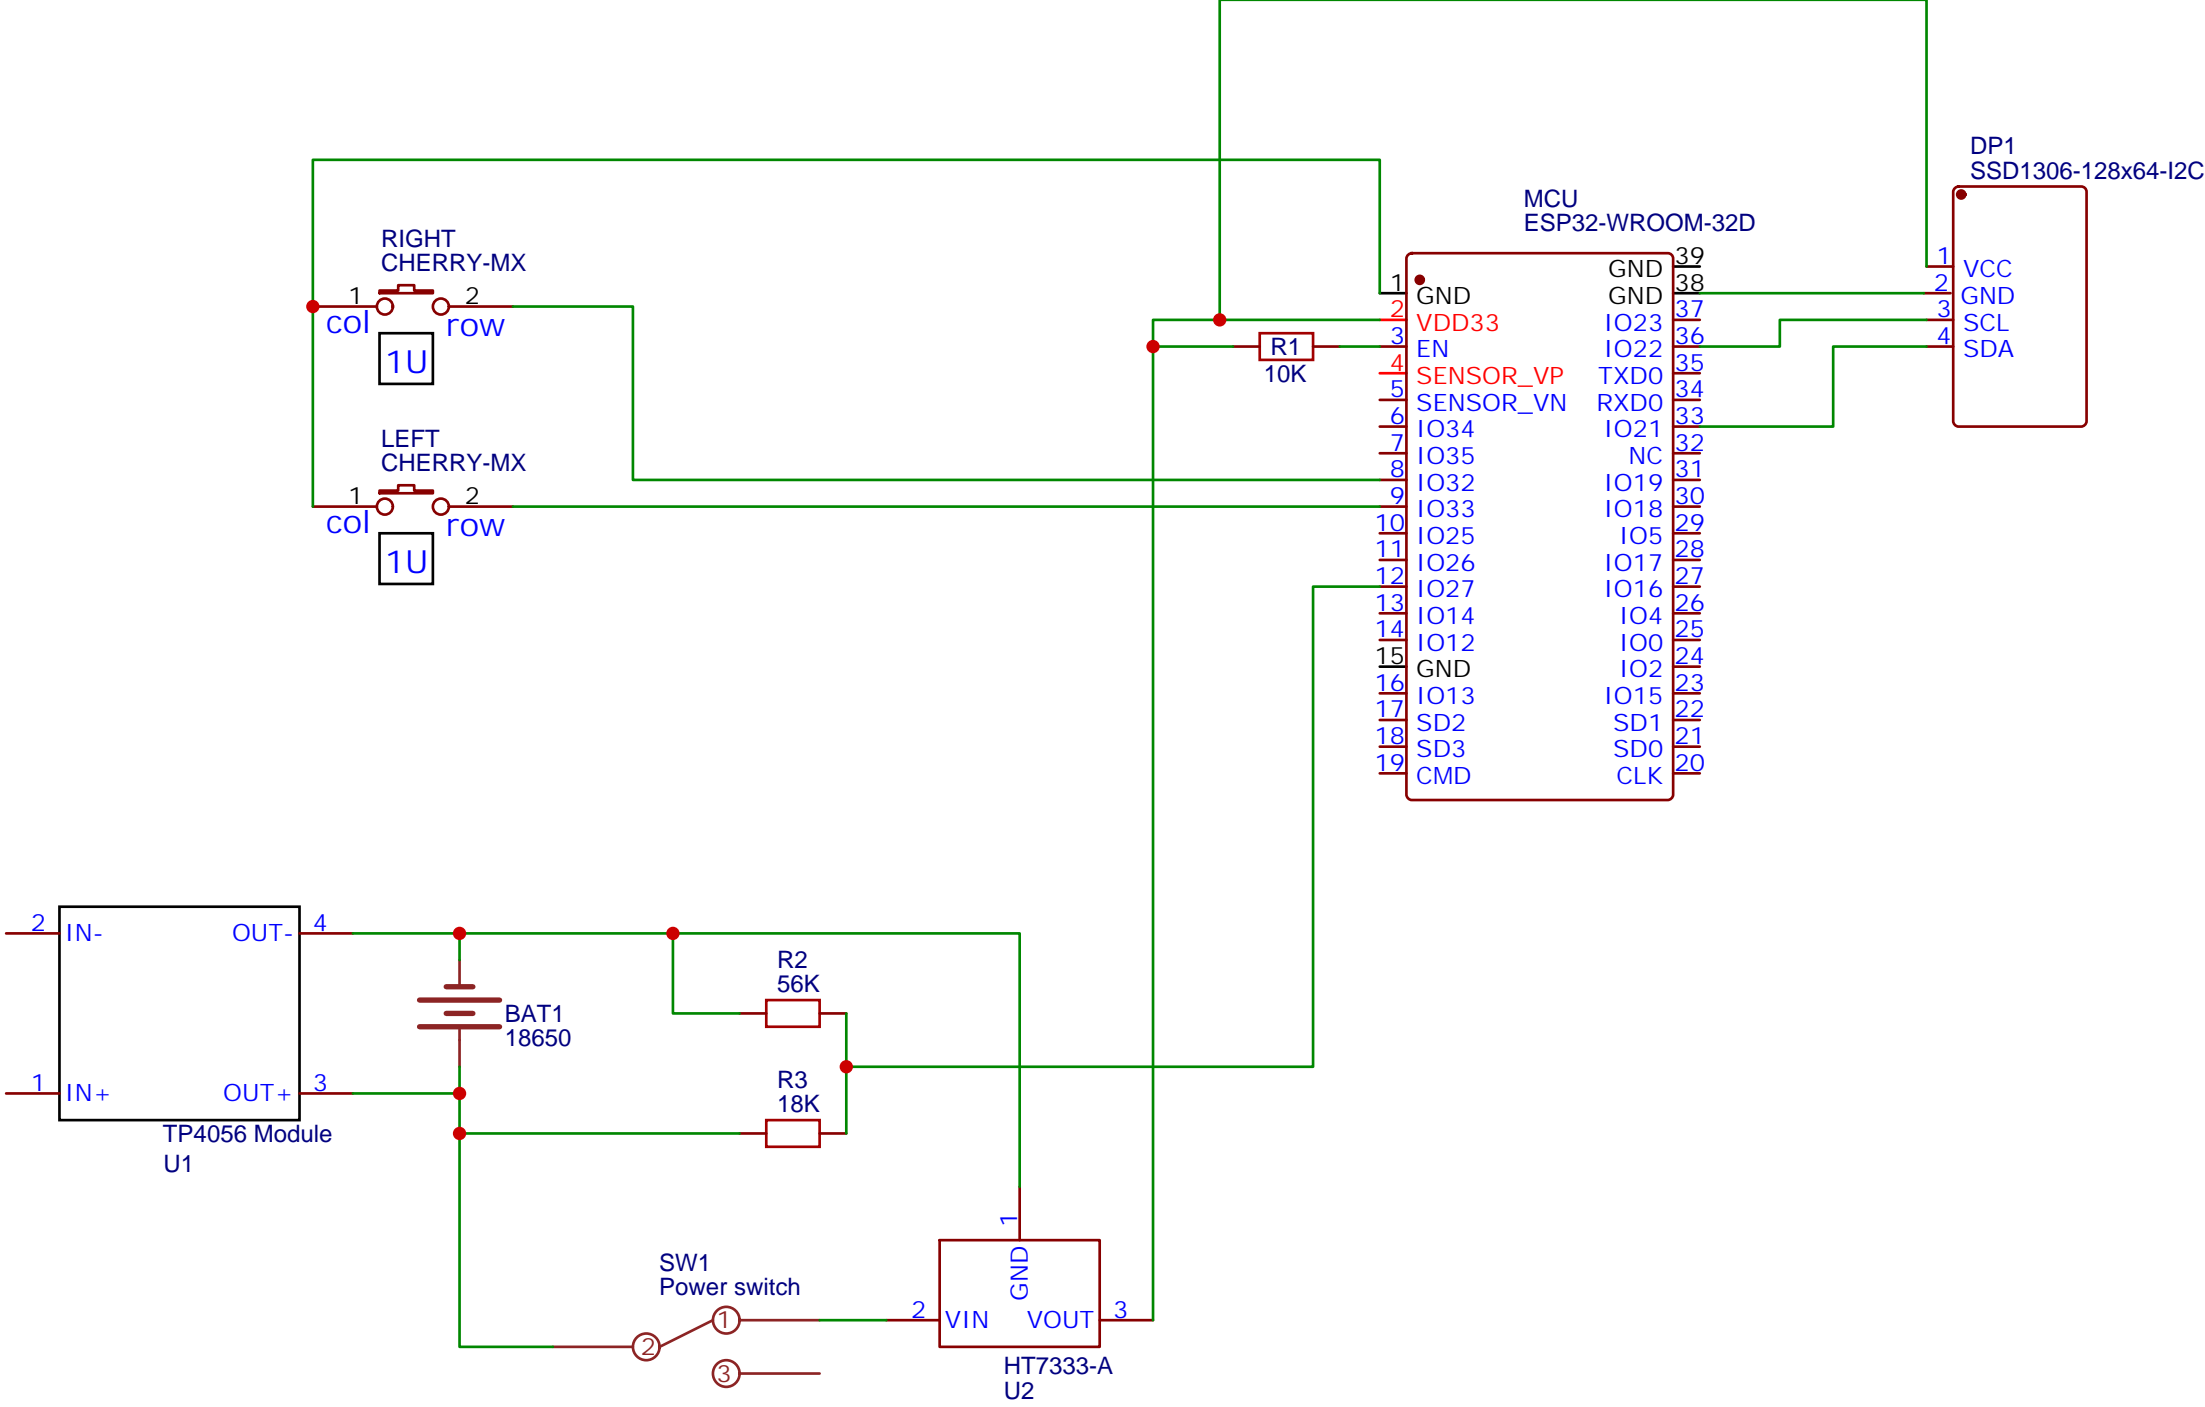 DP1
SSD1306-128x64-I2C
1 VCC
2 GND
3 SCL
4 SDA
MCU
ESP32-WROOM-32D
1 GND
2 VDD33
3 EN
4 SENSOR_VP
5 SENSOR_VN
6 IO34
7 IO35
8 IO32
9 IO33
10 IO25
11 IO26
12 IO27
13 IO14
14 IO12
15 GND
16 IO13
17 SD2
18 SD3
19 CMD
GND 39
GND 38
IO23 37
IO22 36
TXD0 35
RXD0 34
IO21 33
NC 32
IO19 31
IO18 30
IO5 29
IO17 28
IO16 27
IO4 26
IO0 25
IO2 24
IO15 23
SD1 22
SD0 21
CLK 20
RIGHT
CHERRY-MX
1 2
col row
1U
R1
10K
LEFT
CHERRY-MX
1 2
col row
1U
2 IN- OUT- 4
1 IN+ OUT+ 3
TP4056 Module
U1
BAT1
18650
R2
56K
R3
18K
SW1
Power switch
1
2
3
1
GND
2 VIN VOUT 3
HT7333-A
U2